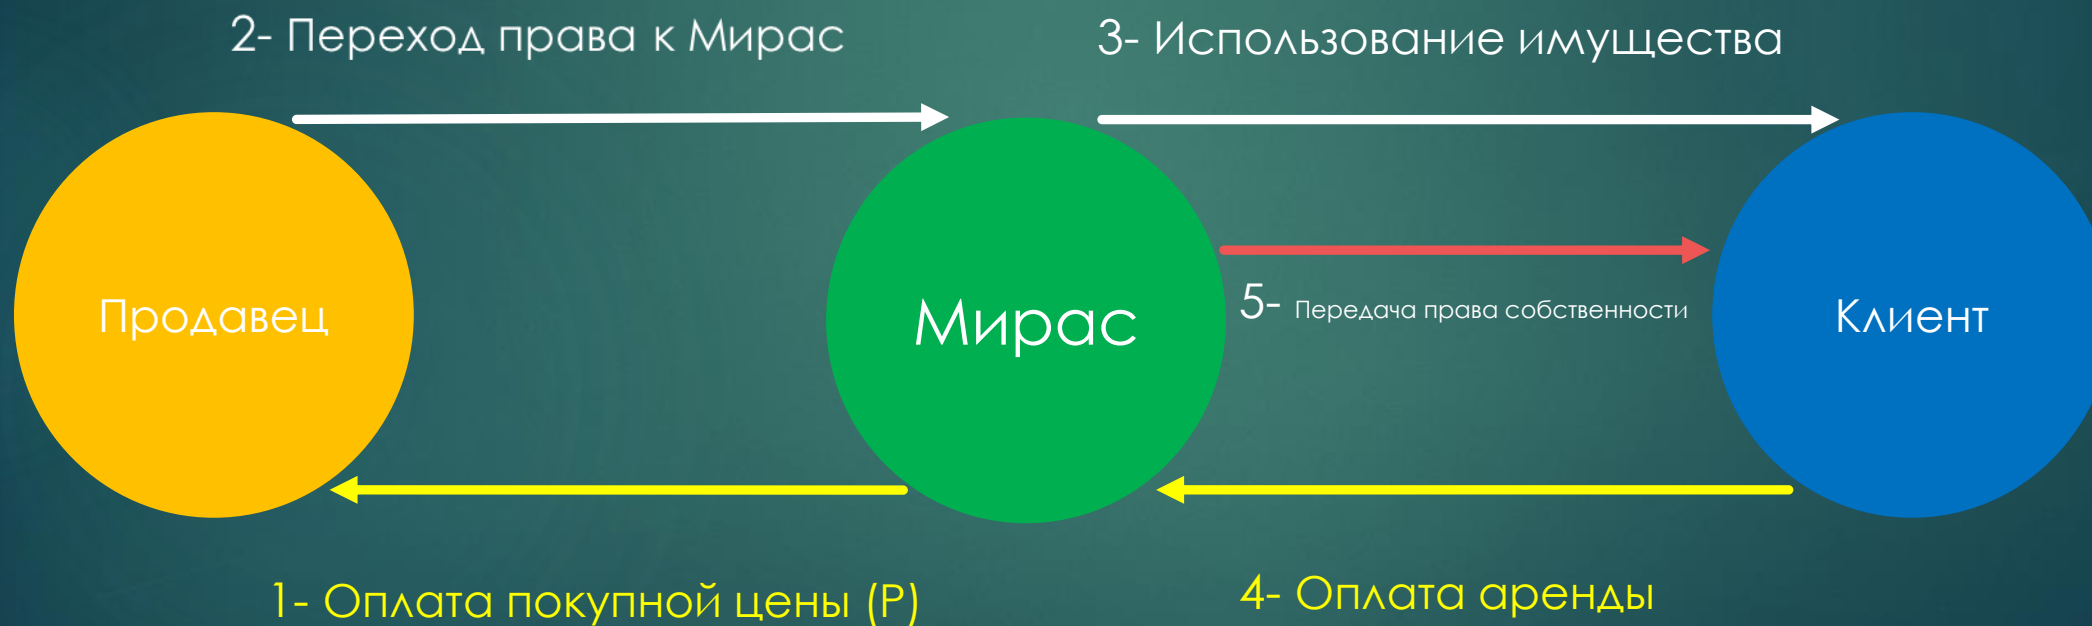 2- Переход права к Мирас
3- Использование имущества
Продавец
Мирас
5- Передача права собственности
Клиент
1- Оплата покупной цены (P)
4- Оплата аренды